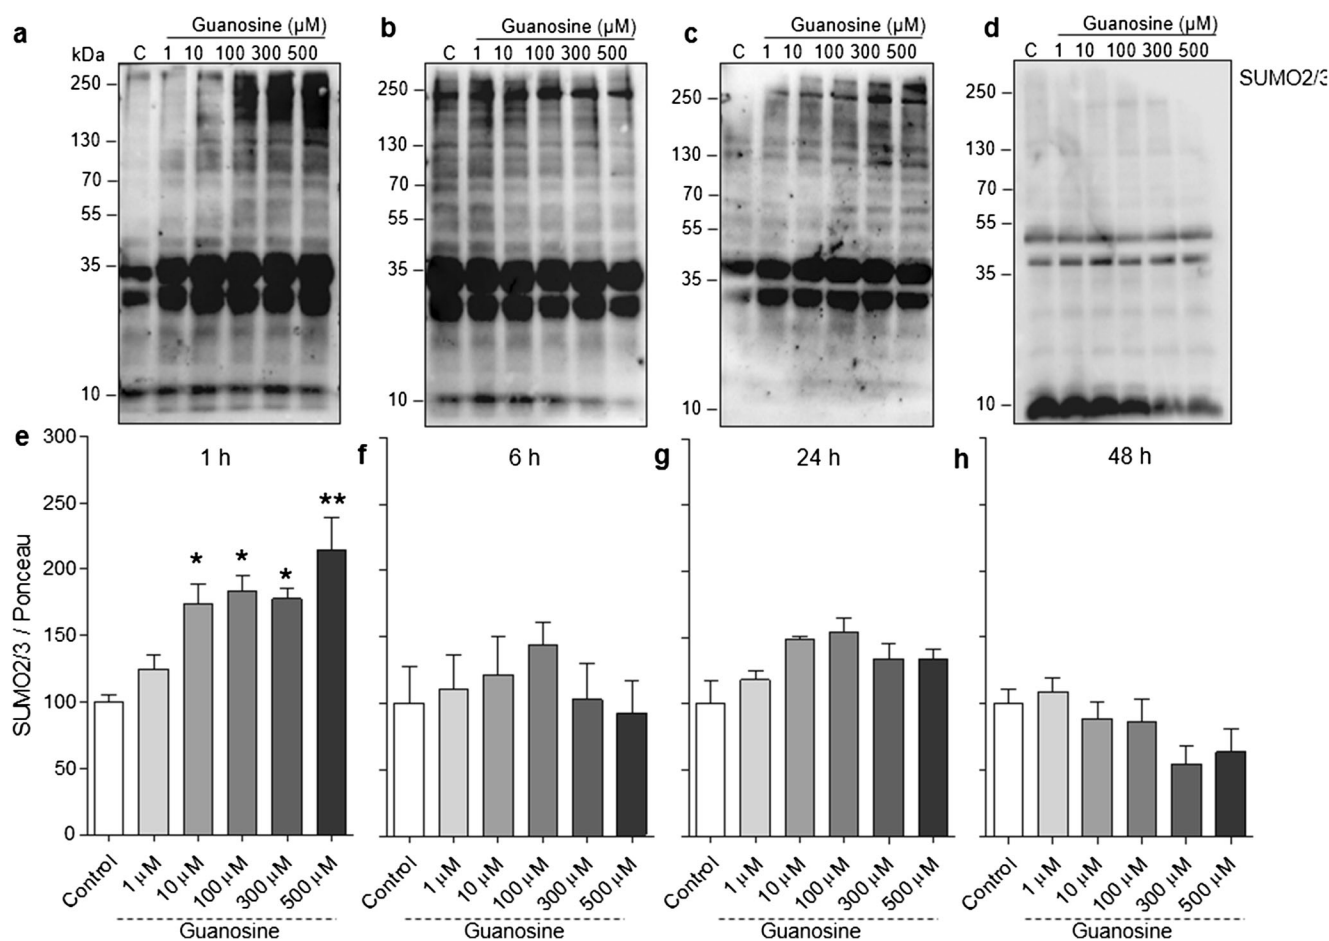 a
Guanosine (µM)
kDa C 1 10 100 300 500
250
130
70
55
35
10
b
Guanosine (µM)
C 1 10 100 300 500
250
130
70
55
35
10
c
Guanosine (µM)
C 1 10 100 300 500
250
130
70
55
35
10
d
Guanosine (µM)
C 1 10 100 300 500
250
130
70
55
35
10
SUMO2/3
e
1 h
SUMO2/3 / Ponceau
300
250
200
150
100
50
0
* * * **
Control 1 µM 10 µM 100 µM 300 µM 500 µM
Guanosine
f
6 h
Control 1 µM 10 µM 100 µM 300 µM 500 µM
Guanosine
g
24 h
Control 1 µM 10 µM 100 µM 300 µM 500 µM
Guanosine
h
48 h
Control 1 µM 10 µM 100 µM 300 µM 500 µM
Guanosine